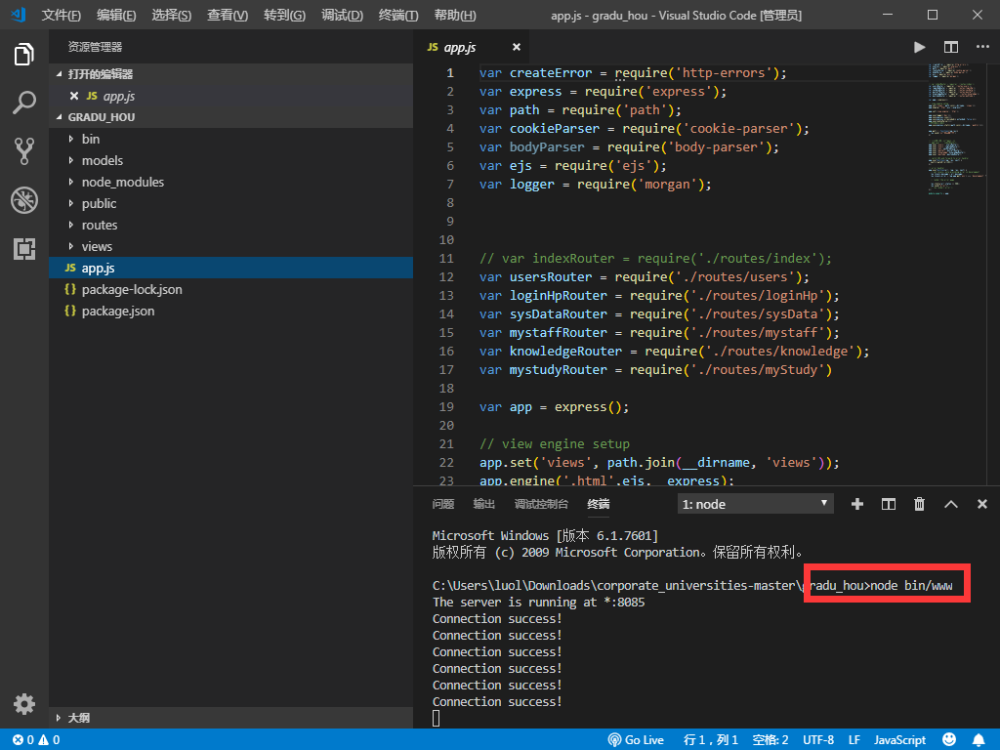 文件(F) 编辑(E) 选择(S) 查看(V) 转到(G) 调试(D) 终端(T) 帮助(H) app.js - gradu_hou - Visual Studio Code [管理员]
资源管理器
打开的编辑器
JS app.js
GRADU_HOU
bin
models
node_modules
public
routes
views
JS app.js
{} package-lock.json
{} package.json
大纲
JS app.js
1 var createError = require('http-errors');
2 var express = require('express');
3 var path = require('path');
4 var cookieParser = require('cookie-parser');
5 var bodyParser = require('body-parser');
6 var ejs = require('ejs');
7 var logger = require('morgan');
8
9
10
11 // var indexRouter = require('./routes/index');
12 var usersRouter = require('./routes/users');
13 var loginHpRouter = require('./routes/loginHp');
14 var sysDataRouter = require('./routes/sysData');
15 var mystaffRouter = require('./routes/mystaff');
16 var knowledgeRouter = require('./routes/knowledge');
17 var mystudyRouter = require('./routes/myStudy')
18
19 var app = express();
20
21 // view engine setup
22 app.set('views', path.join(__dirname, 'views'));
23 app.engine('.html',ejs.__express);
问题 输出 调试控制台 终端 1: node
Microsoft Windows [版本 6.1.7601]
版权所有 (c) 2009 Microsoft Corporation。保留所有权利。
C:\Users\luol\Downloads\corporate_universities-master\gradu_hou>node bin/www
The server is running at *:8085
Connection success!
Connection success!
Connection success!
Connection success!
Connection success!
Connection success!
0 0 Go Live 行 1，列 1 空格: 2 UTF-8 LF JavaScript